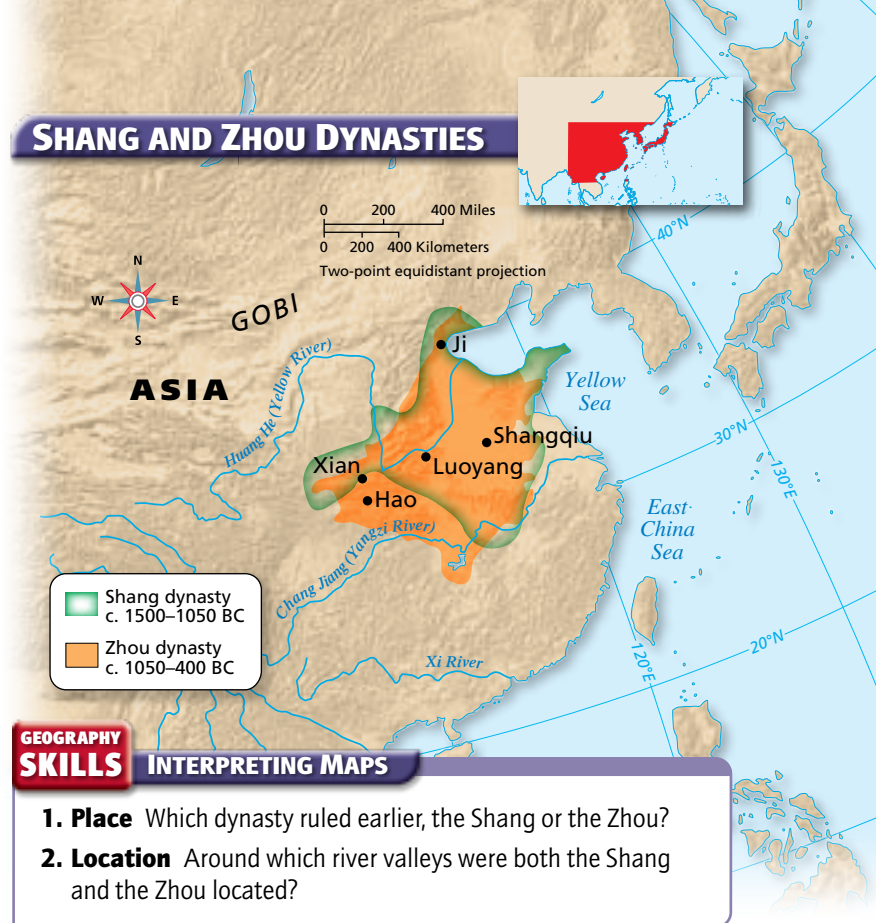 SHANG AND ZHOU DYNASTIES
0 200 400 Miles
0 200 400 Kilometers
Two-point equidistant projection
N
W E
S
GOBI
ASIA
Huang He (Yellow River)
Ji
Yellow
Sea
Shangqiu
Luoyang
Xian
Hao
Chang Jiang (Yangzi River)
East
China
Sea
Xi River
40°N
30°N
130°E
20°N
120°E
Shang dynasty
c. 1500–1050 BC
Zhou dynasty
c. 1050–400 BC
GEOGRAPHY
SKILLS INTERPRETING MAPS
1. Place Which dynasty ruled earlier, the Shang or the Zhou?
2. Location Around which river valleys were both the Shang
and the Zhou located?